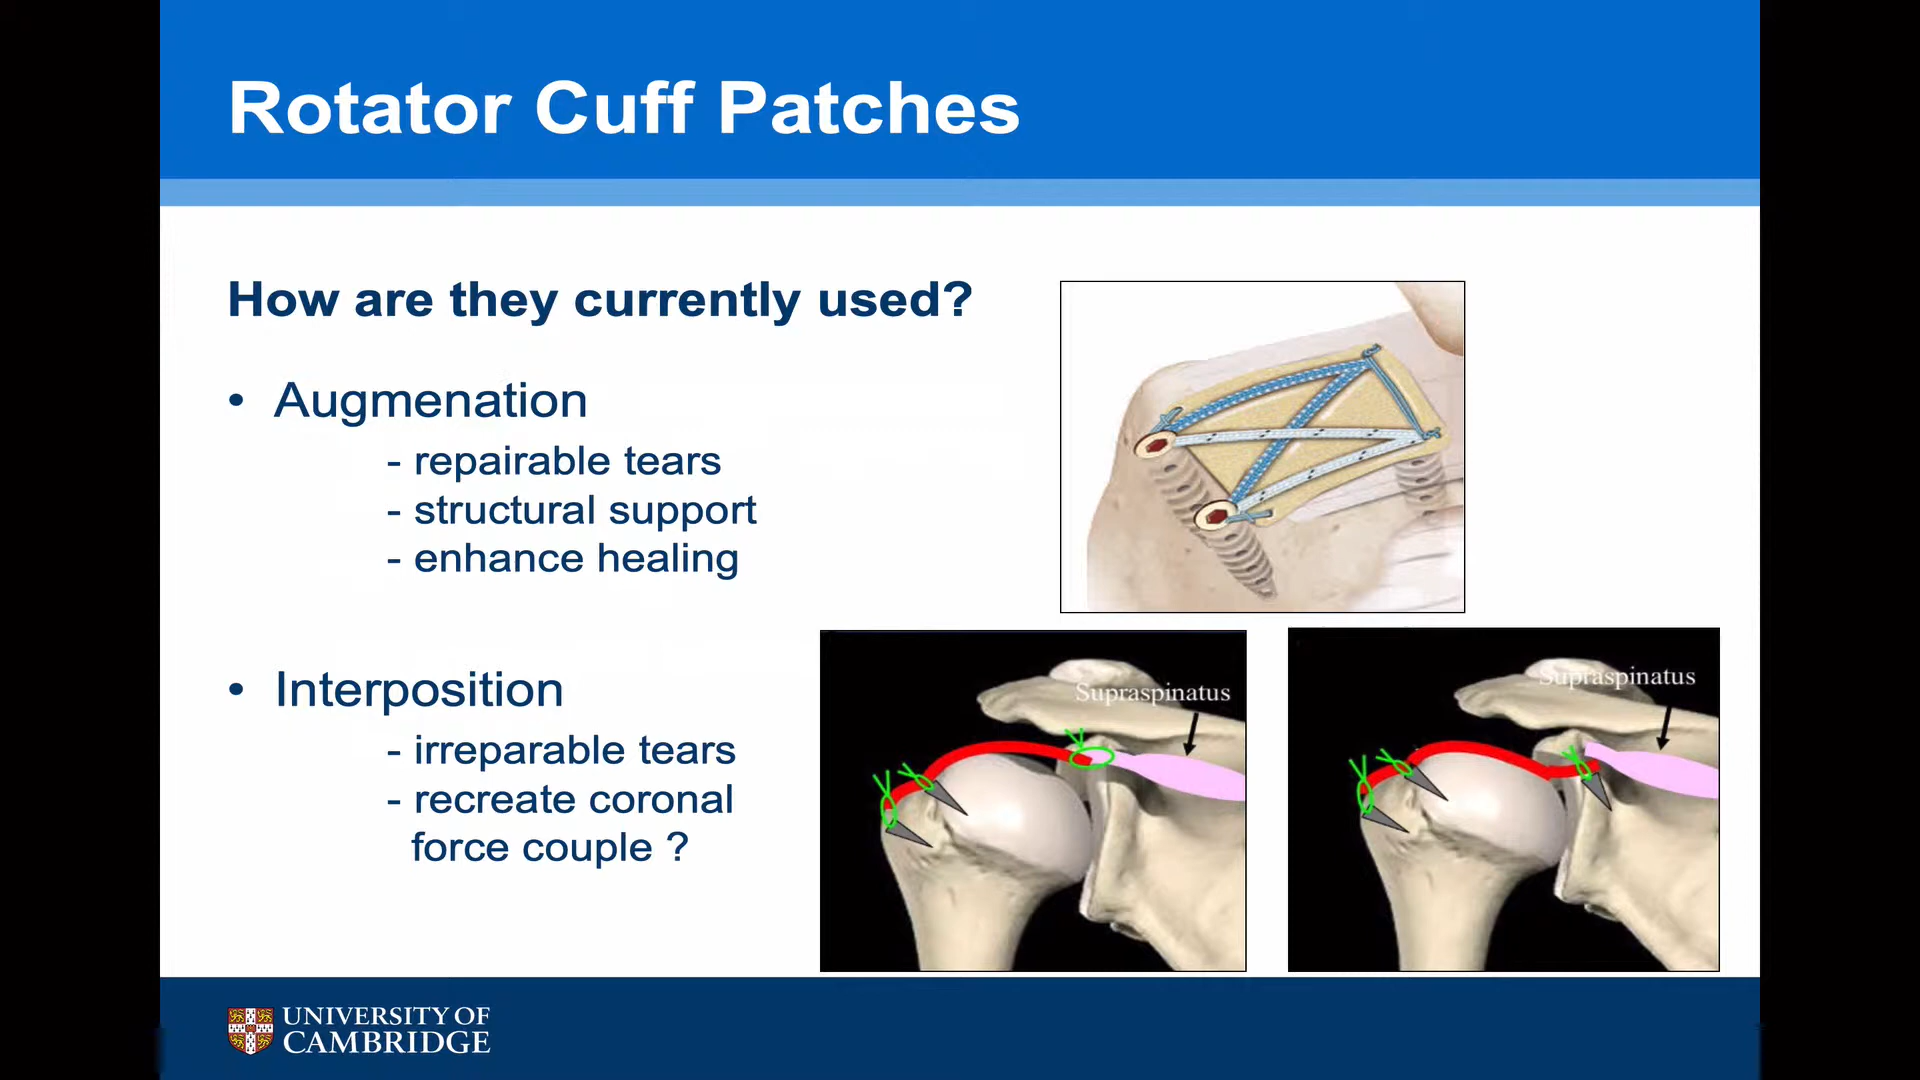 Rotator Cuff Patches
How are they currently used?
• Augmenation
- repairable tears
- structural support
- enhance healing
• Interposition
- irreparable tears
- recreate coronal
force couple ?
Supraspinatus
Supraspinatus
UNIVERSITY OF
CAMBRIDGE